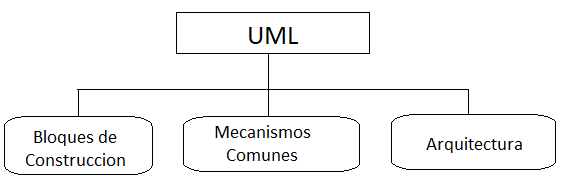 UML
Bloques de
Construccion
Mecanismos
Comunes
Arquitectura